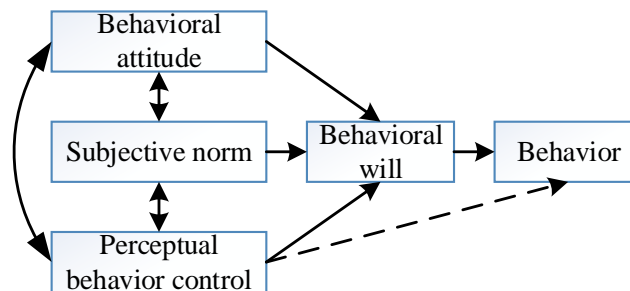 Behavioral
attitude
Subjective norm
Behavioral
will
Behavior
Perceptual
behavior control